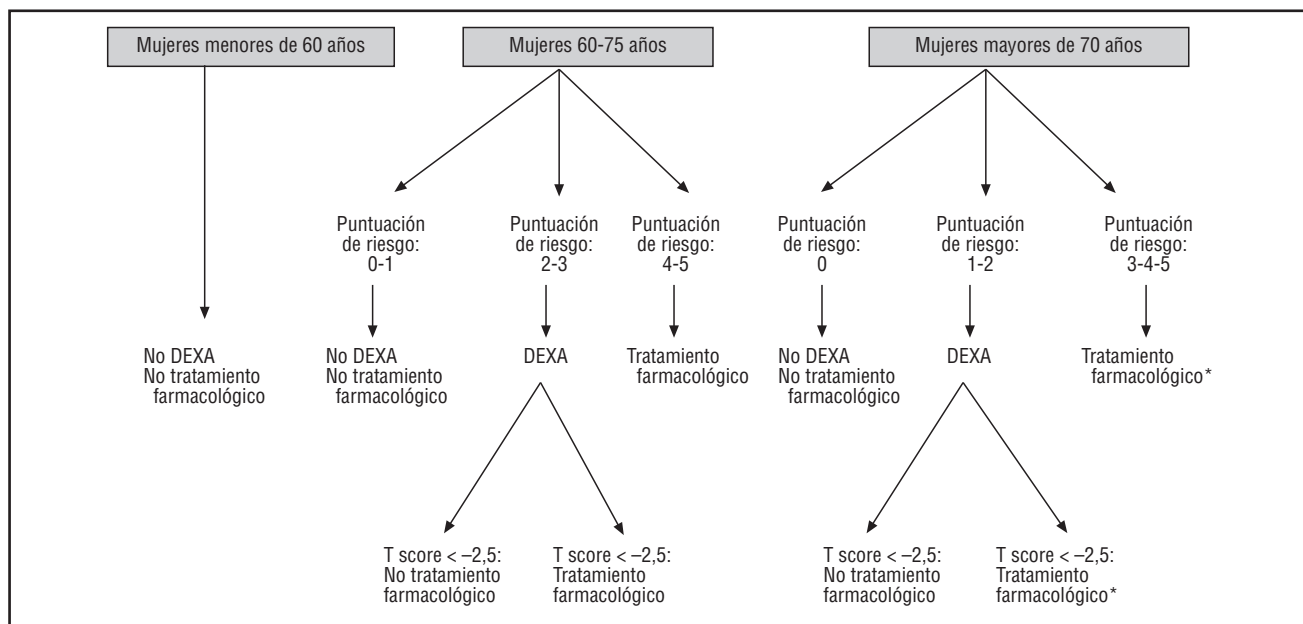 Mujeres menores de 60 años
Mujeres 60-75 años
Mujeres mayores de 70 años
Puntuación
de riesgo:
0-1
Puntuación
de riesgo:
2-3
Puntuación
de riesgo:
4-5
Puntuación
de riesgo:
0
Puntuación
de riesgo:
1-2
Puntuación
de riesgo:
3-4-5
No DEXA
No tratamiento
farmacológico
No DEXA
No tratamiento
farmacológico
DEXA
Tratamiento
farmacológico
No DEXA
No tratamiento
farmacológico
DEXA
Tratamiento
farmacológico*
T score < –2,5:
No tratamiento
farmacológico
T score < –2,5:
Tratamiento
farmacológico
T score < –2,5:
No tratamiento
farmacológico
T score < –2,5:
Tratamiento
farmacológico*